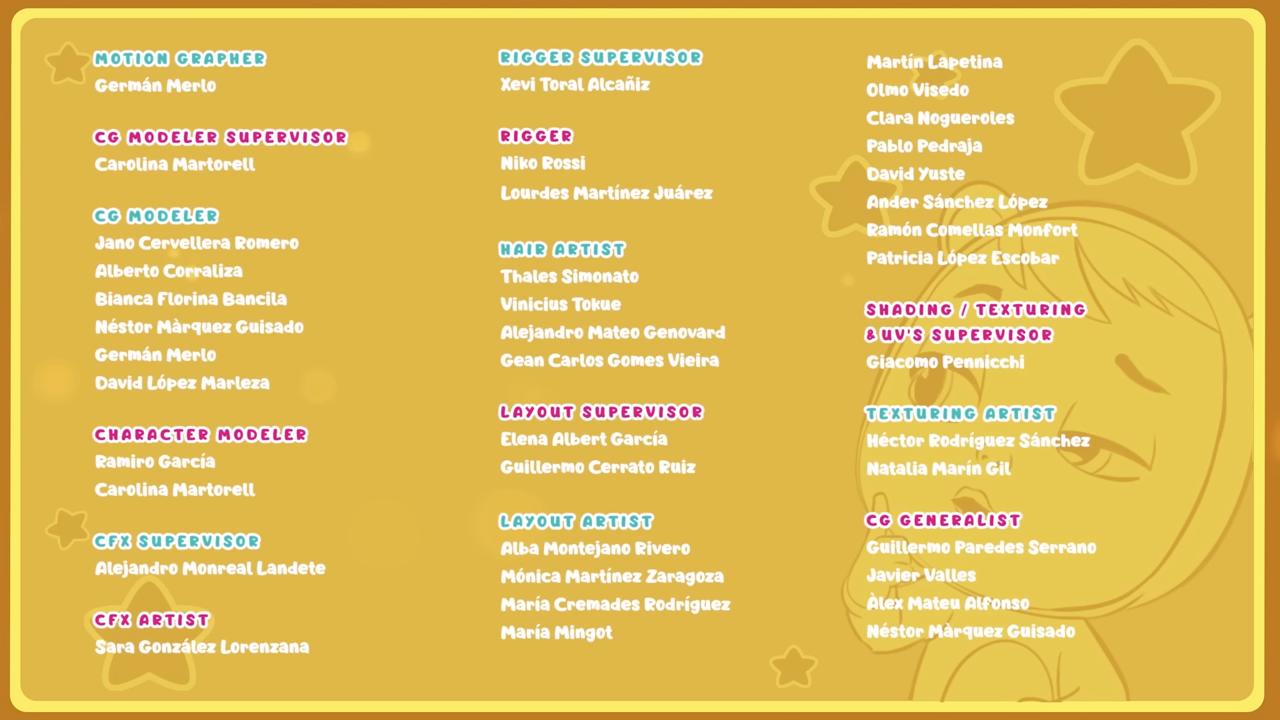 MOTION GRAPHER
Germán Merlo
CG MODELER SUPERVISOR
Carolina Martorell
CG MODELER
Jano Cervellera Romero
Alberto Corraliza
Bianca Florina Bancila
Néstor Màrquez Guisado
Germán Merlo
David López Marleza
CHARACTER MODELER
Ramiro García
Carolina Martorell
CFX SUPERVISOR
Alejandro Monreal Landete
CFX ARTIST
Sara González Lorenzana
RIGGER SUPERVISOR
Xevi Toral Alcañiz
RIGGER
Niko Rossi
Lourdes Martínez Juárez
HAIR ARTIST
Thales Simonato
Vinicius Tokue
Alejandro Mateo Genovard
Gean Carlos Gomes Vieira
LAYOUT SUPERVISOR
Elena Albert García
Guillermo Cerrato Ruiz
LAYOUT ARTIST
Alba Montejano Rivero
Mónica Martínez Zaragoza
María Cremades Rodríguez
María Mingot
Martín Lapetina
Olmo Visedo
Clara Nogueroles
Pablo Pedraja
David Yuste
Ander Sánchez López
Ramón Comellas Monfort
Patricia López Escobar
SHADING / TEXTURING
& UV'S SUPERVISOR
Giacomo Pennicchi
TEXTURING ARTIST
Héctor Rodríguez Sánchez
Natalia Marín Gil
CG GENERALIST
Guillermo Paredes Serrano
Javier Valles
Àlex Mateu Alfonso
Néstor Màrquez Guisado